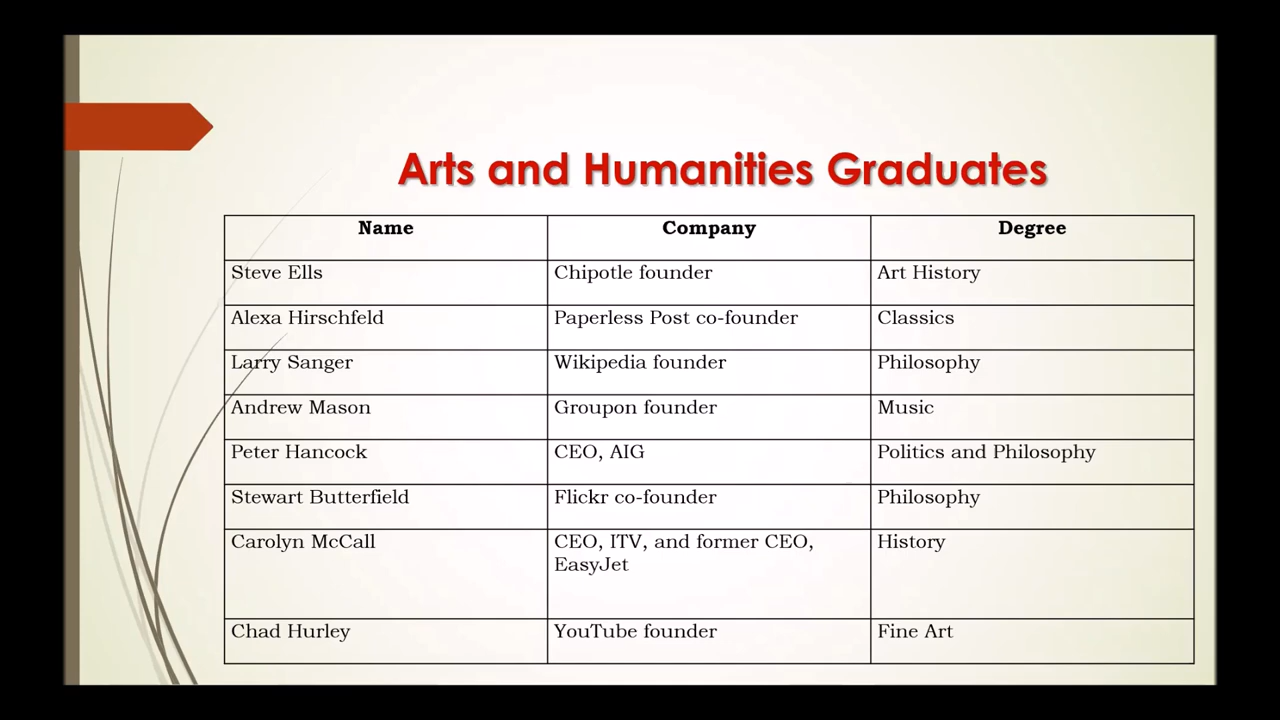 Arts and Humanities Graduates
Name Company Degree
Steve Ells Chipotle founder Art History
Alexa Hirschfeld Paperless Post co-founder Classics
Larry Sanger Wikipedia founder Philosophy
Andrew Mason Groupon founder Music
Peter Hancock CEO, AIG Politics and Philosophy
Stewart Butterfield Flickr co-founder Philosophy
Carolyn McCall CEO, ITV, and former CEO, History
EasyJet
Chad Hurley YouTube founder Fine Art